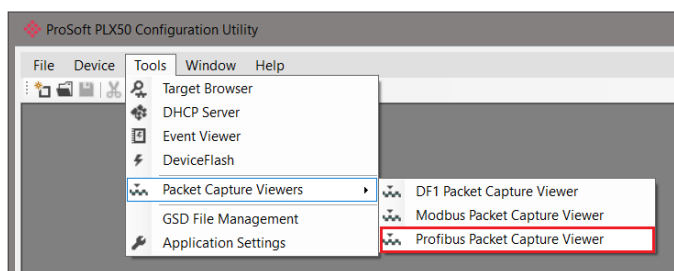 ProSoft PLX50 Configuration Utility
File Device Tools Window Help
Target Browser
DHCP Server
Event Viewer
DeviceFlash
Packet Capture Viewers
DF1 Packet Capture Viewer
Modbus Packet Capture Viewer
Profibus Packet Capture Viewer
GSD File Management
Application Settings